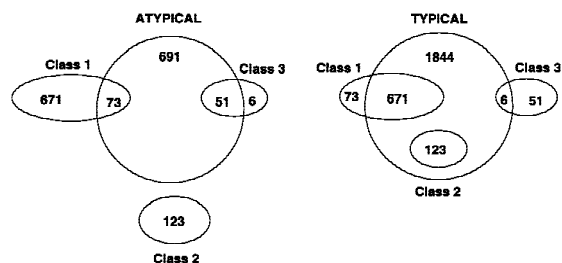 ATYPICAL
691
Class 1
671
73
Class 3
51
6
123
Class 2
TYPICAL
1844
Class 1
73
671
Class 3
6
51
123
Class 2